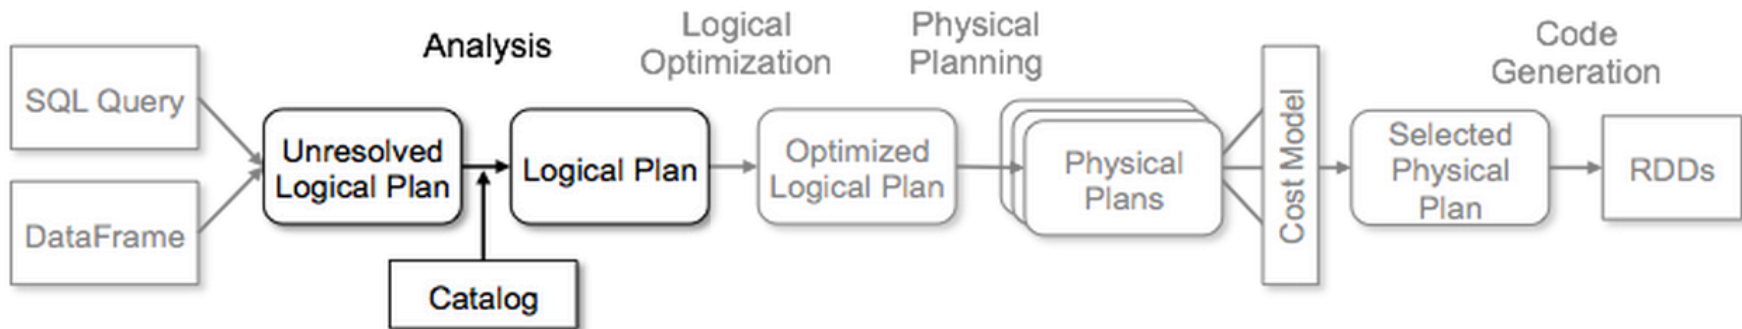 Analysis
Logical
Optimization
Physical
Planning
Code
Generation
SQL Query
DataFrame
Unresolved
Logical Plan
Catalog
Logical Plan
Optimized
Logical Plan
Physical
Plans
Cost Model
Selected
Physical
Plan
RDDs